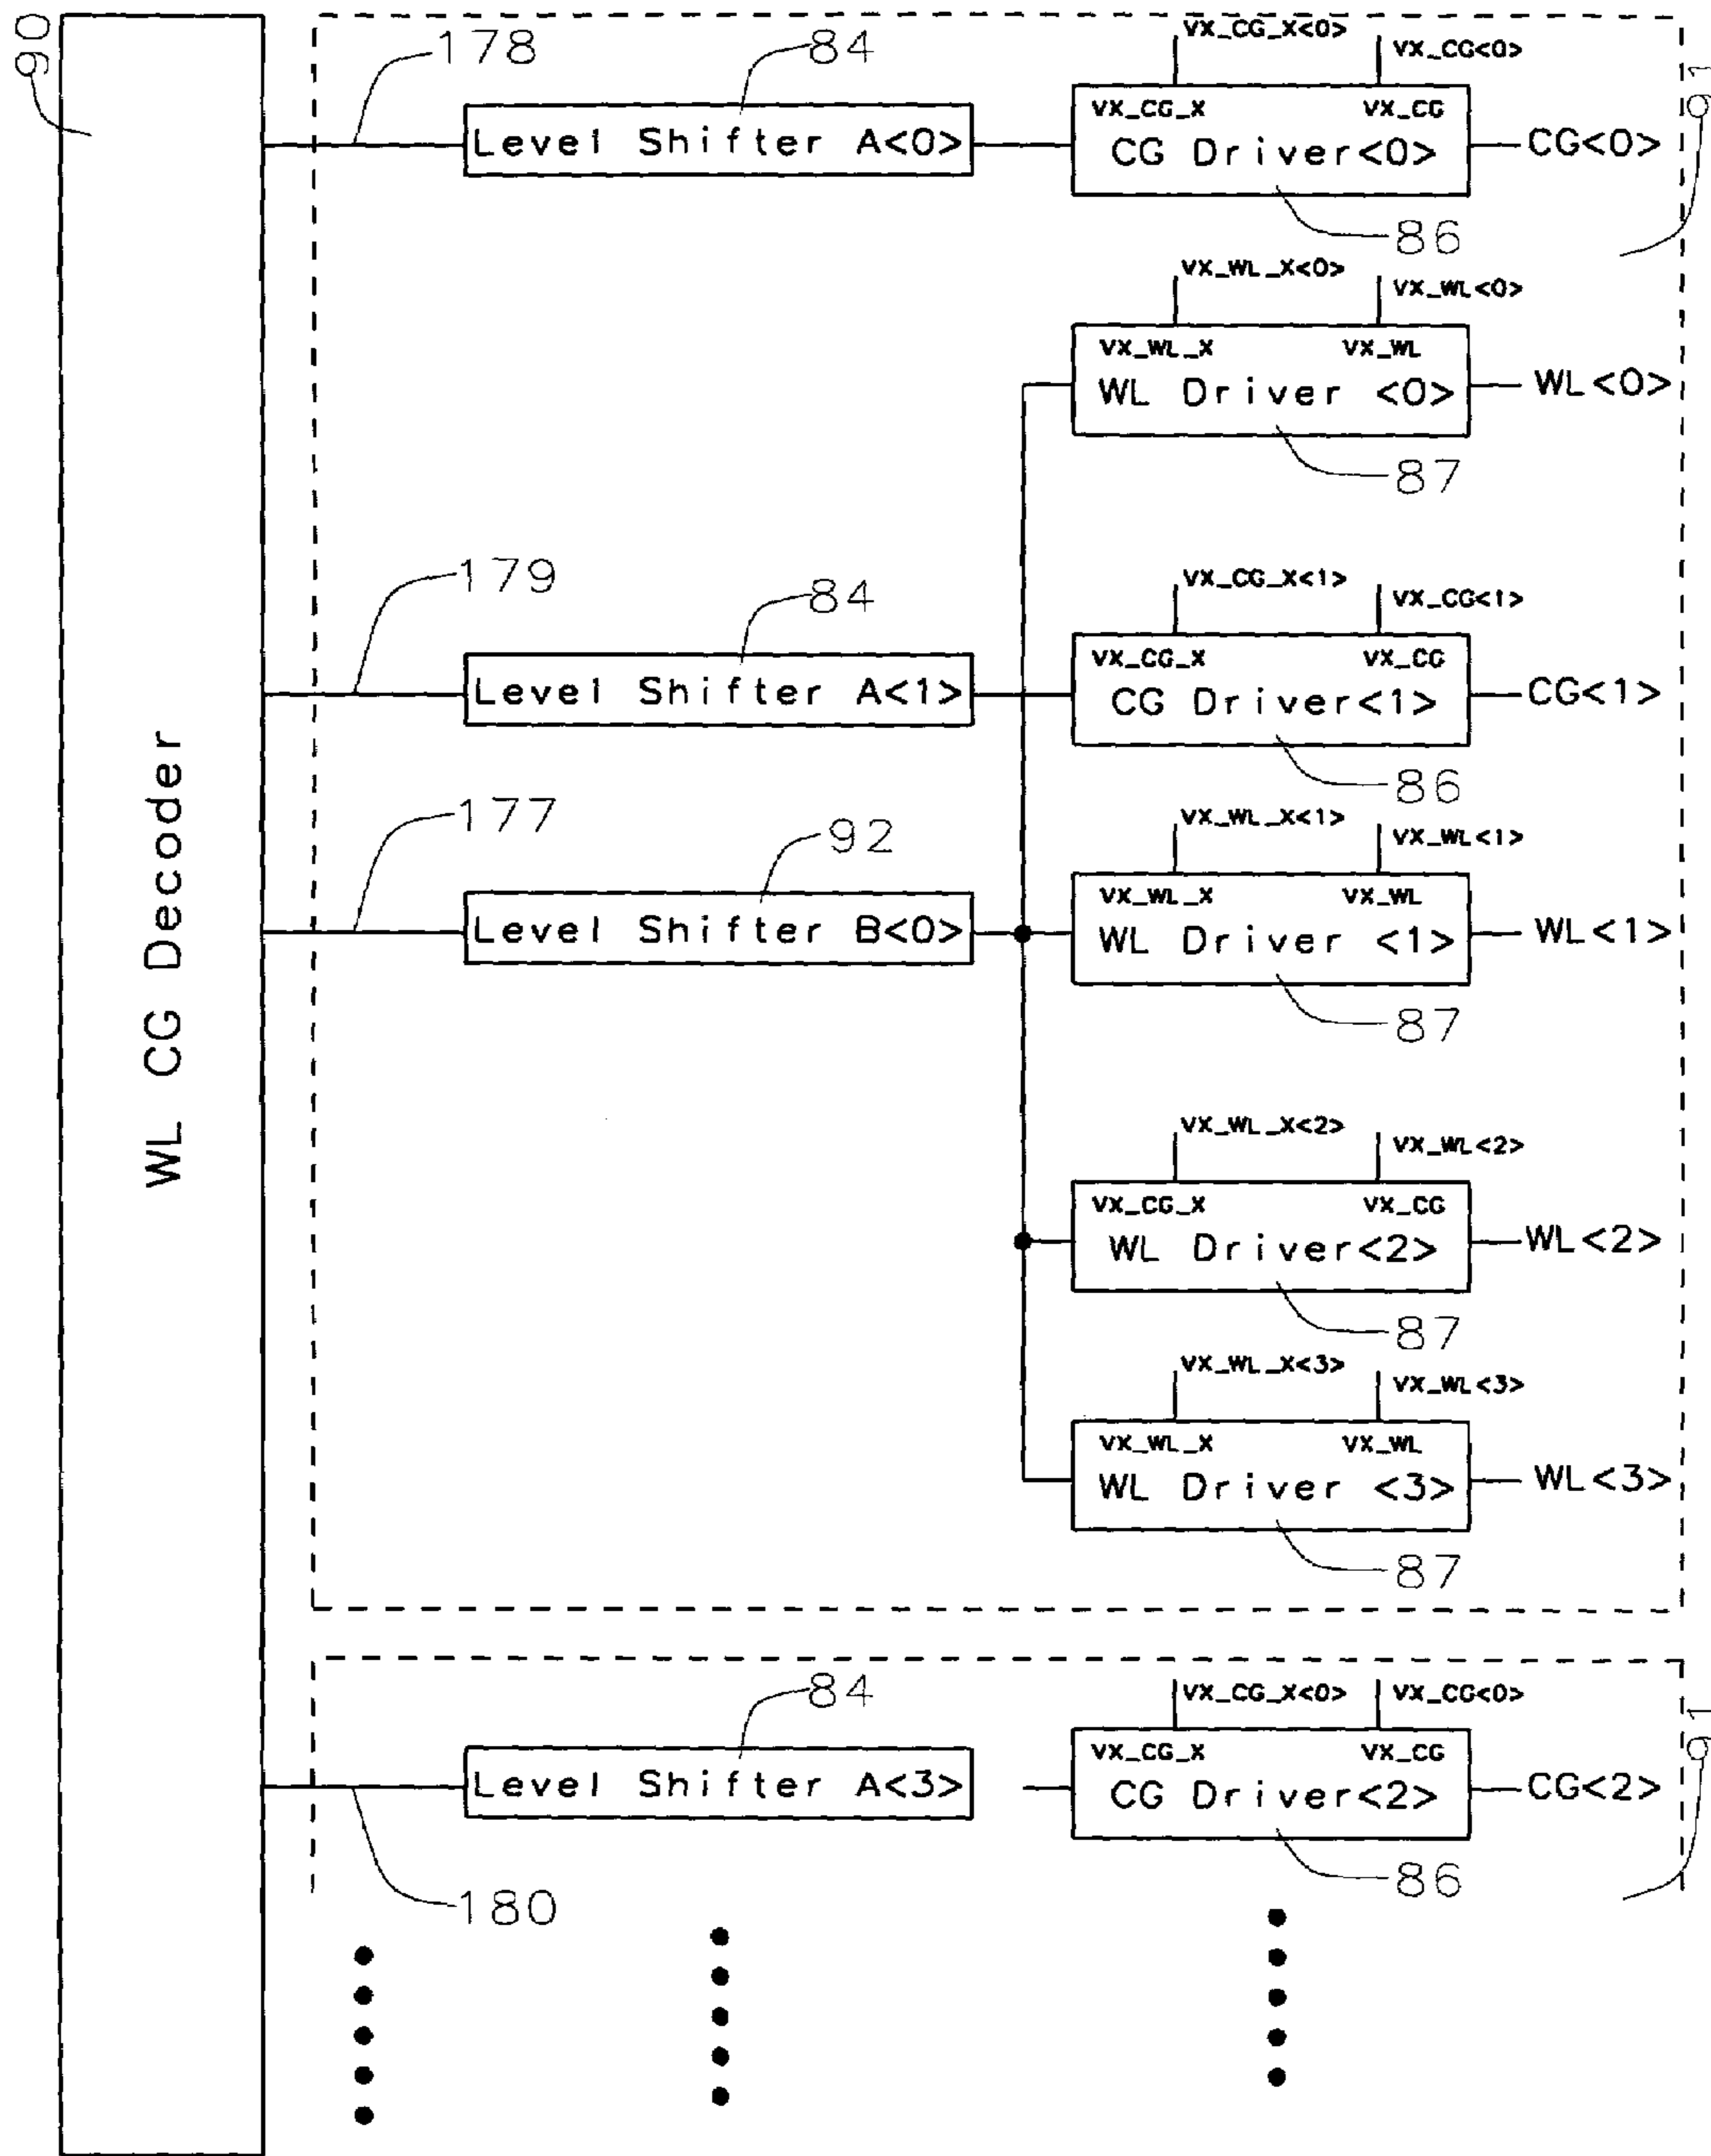 90
178
84
VX_CG_X<0>
VX_CG<0>
91
Level Shifter A<0>
VX_CG_X VX_CG
CG Driver<0>
CG<0>
86
VX_WL_X<0>
VX_WL<0>
VX_WL_X VX_WL
WL Driver <0>
WL<0>
87
179
84
VX_CG_X<1>
VX_CG<1>
Level Shifter A<1>
VX_CG_X VX_CG
CG Driver<1>
CG<1>
86
WL CG Decoder
177
92
VX_WL_X<1>
VX_WL<1>
Level Shifter B<0>
VX_WL_X VX_WL
WL Driver <1>
WL<1>
87
VX_WL_X<2>
VX_WL<2>
VX_CG_X VX_CG
WL Driver<2>
WL<2>
87
VX_WL_X<3>
VX_WL<3>
VX_WL_X VX_WL
WL Driver <3>
WL<3>
87
84
VX_CG_X<0>
VX_CG<0>
91
Level Shifter A<3>
VX_CG_X VX_CG
CG Driver<2>
CG<2>
86
180